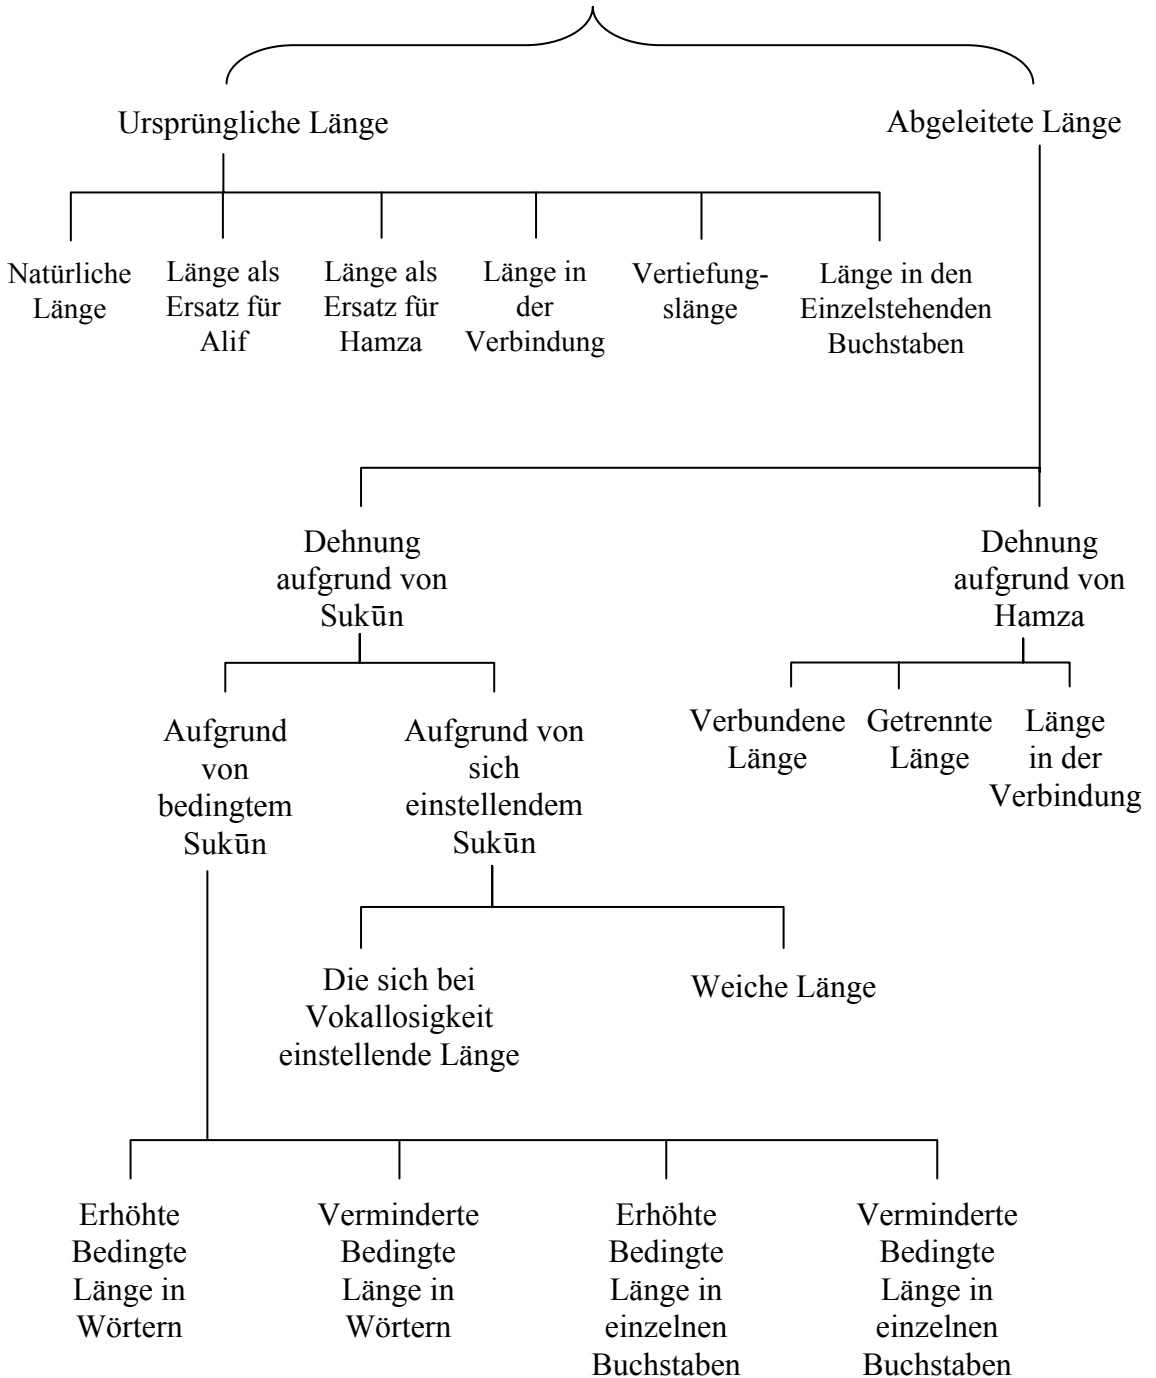 Ursprüngliche Länge
Abgeleitete Länge
Natürliche
Länge
Länge als
Ersatz für
Alif
Länge als
Ersatz für
Hamza
Länge in
der
Verbindung
Vertiefung-
slänge
Länge in den
Einzelstehenden
Buchstaben
Dehnung
aufgrund von
Sukūn
Dehnung
aufgrund von
Hamza
Aufgrund
von
bedingtem
Sukūn
Aufgrund von
sich
einstellendem
Sukūn
Verbundene
Länge
Getrennte
Länge
Länge
in der
Verbindung
Die sich bei
Vokallosigkeit
einstellende Länge
Weiche Länge
Erhöhte
Bedingte
Länge in
Wörtern
Verminderte
Bedingte
Länge in
Wörtern
Erhöhte
Bedingte
Länge in
einzelnen
Buchstaben
Verminderte
Bedingte
Länge in
einzelnen
Buchstaben